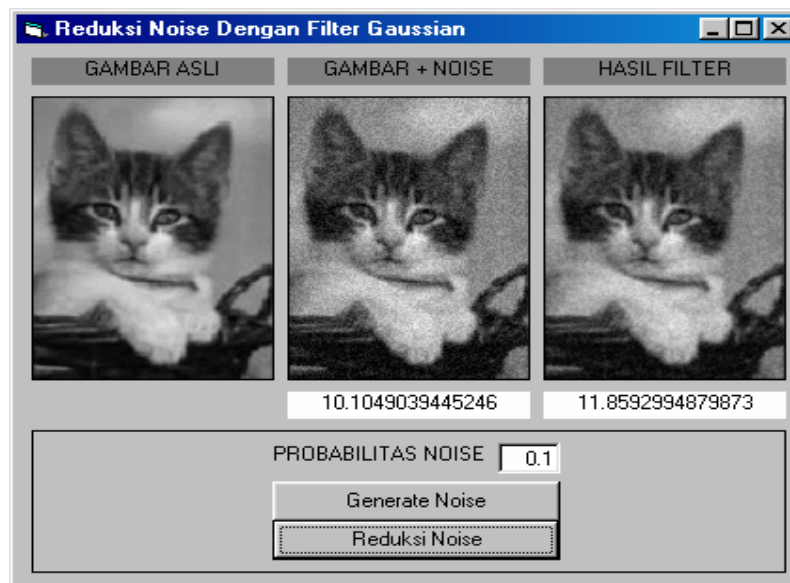 Reduksi Noise Dengan Filter Gaussian
GAMBAR ASLI
GAMBAR + NOISE
HASIL FILTER
10.1049039445246
11.8592994879873
PROBABILITAS NOISE 0.1
Generate Noise
Reduksi Noise